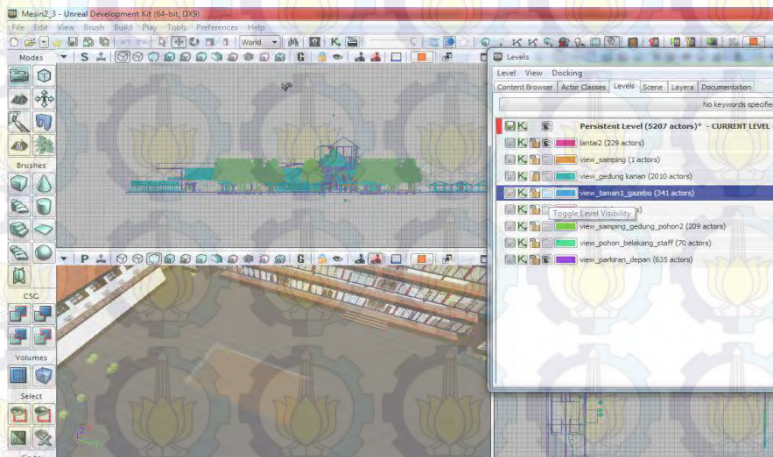 Mesin2_3 - Unreal Development Kit (64-bit, DX9)
File Edit View Brush Build Play Tools Preferences Help
World
Modes
S
G
Levels
Level View Docking
Content Browser Actor Classes Levels Scene Layers Documentation
No keywords specifie
Persistent Level (5207 actors)* - CURRENT LEVEL
lantai2 (229 actors)
view_samping (1 actors)
view_gedung kanan (2010 actors)
view_taman1_gazebo (341 actors)
Toggle Level Visibility
view_samping_gedung_pohon2 (209 actors)
view_pohon_belakang_staff (70 actors)
view_parkiran_depan (635 actors)
Brushes
P
G
CSG
Volumes
Select